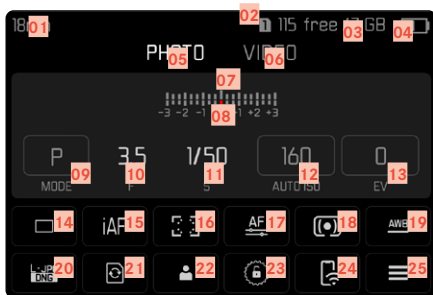 01 02 1 115 free 03 GB 04
PHOTO 05 VIDEO 06
07
08
-3 -2 -1 +1 +2 +3
P 09 3.5 10 1/50 11 160 12 0 13
MODE F S AUTO ISO EV
14 iAF 15 16 AF 17 18 AWB 19
L-JPG DNG 20 21 22 23 24 25